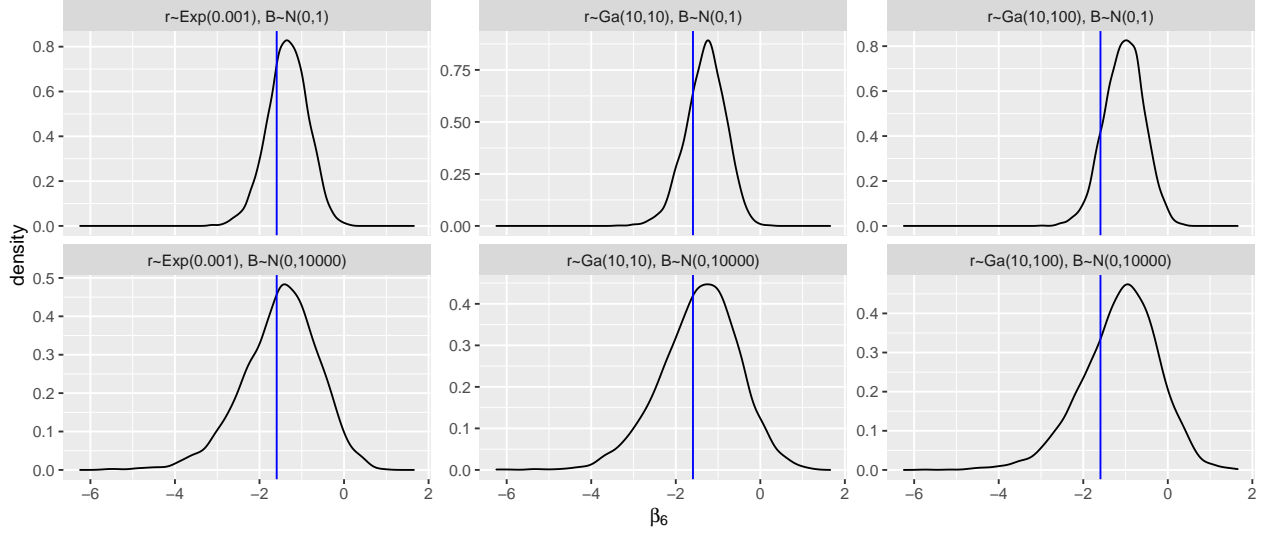 r~Exp(0.001), B~N(0,1)
r~Ga(10,10), B~N(0,1)
r~Ga(10,100), B~N(0,1)
0.8
0.6
0.4
0.2
0.0
0.75
0.50
0.25
0.00
0.8
0.6
0.4
0.2
0.0
density
r~Exp(0.001), B~N(0,10000)
r~Ga(10,10), B~N(0,10000)
r~Ga(10,100), B~N(0,10000)
0.5
0.4
0.3
0.2
0.1
0.0
0.4
0.3
0.2
0.1
0.0
0.4
0.3
0.2
0.1
0.0
−6 −4 −2 0 2
−6 −4 −2 0 2
−6 −4 −2 0 2
β₆